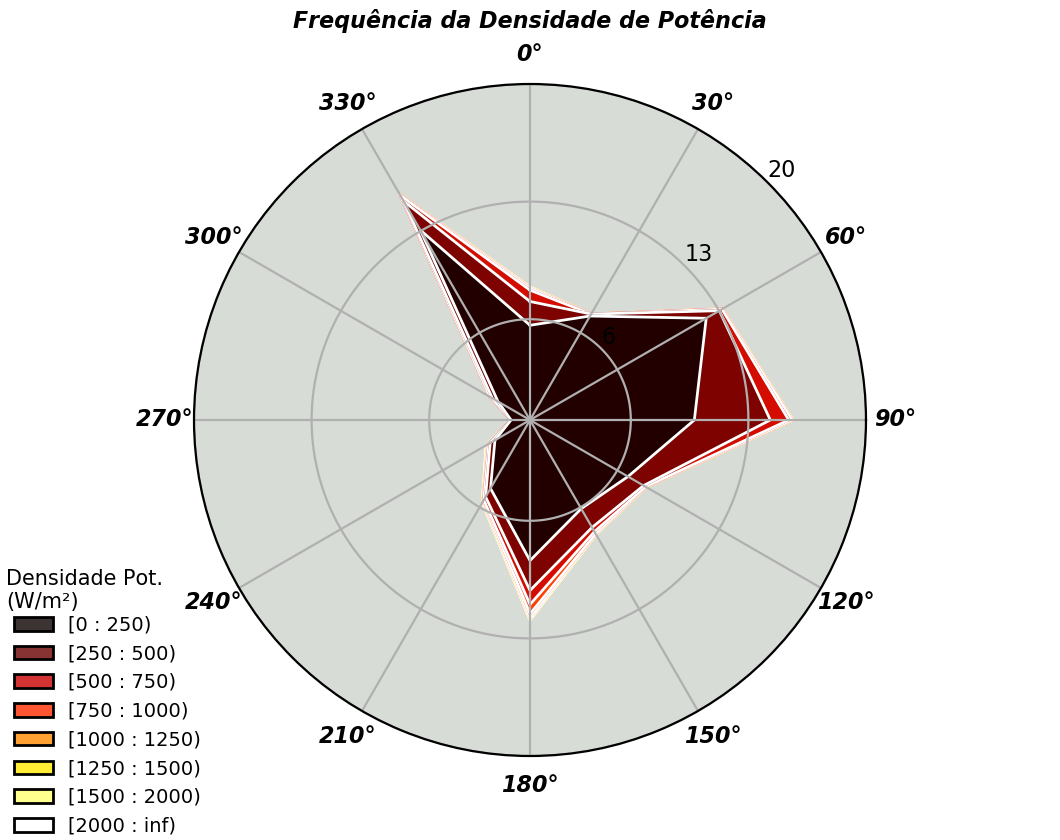 Frequência da Densidade de Potência
0°
330°
30°
20
300°
60°
13
6
270°
90°
240°
120°
210°
150°
180°
Densidade Pot.
(W/m²)
[0 : 250)
[250 : 500)
[500 : 750)
[750 : 1000)
[1000 : 1250)
[1250 : 1500)
[1500 : 2000)
[2000 : inf)